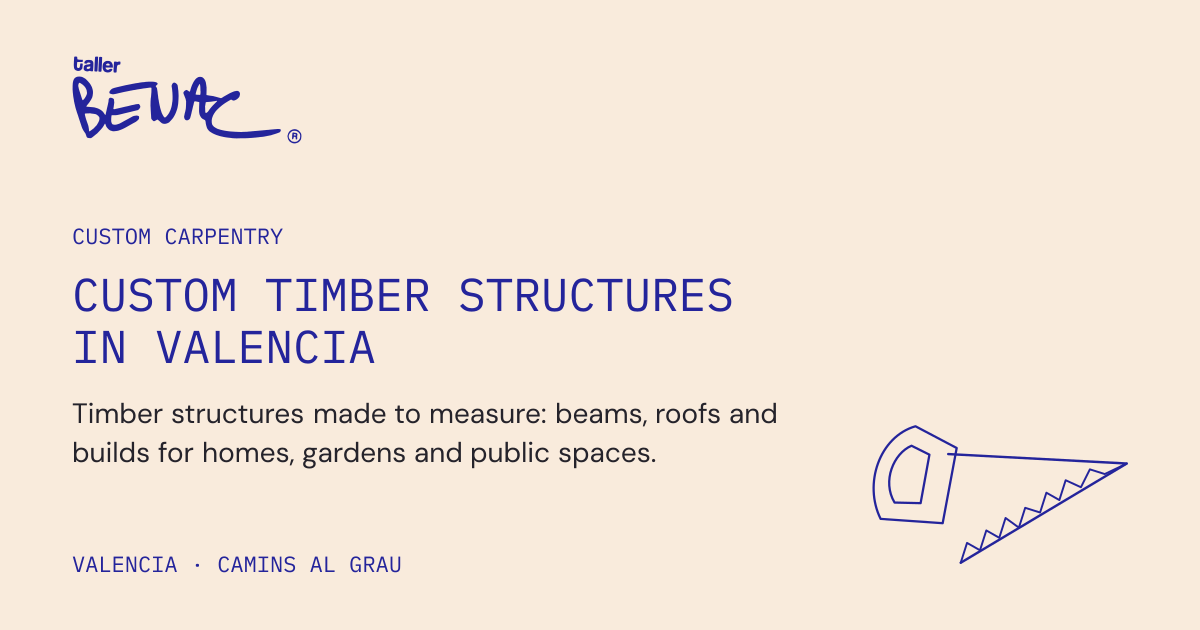 taller
BENAC ®
CUSTOM CARPENTRY
CUSTOM TIMBER STRUCTURES
IN VALENCIA
Timber structures made to measure: beams, roofs and
builds for homes, gardens and public spaces.
VALENCIA · CAMINS AL GRAU